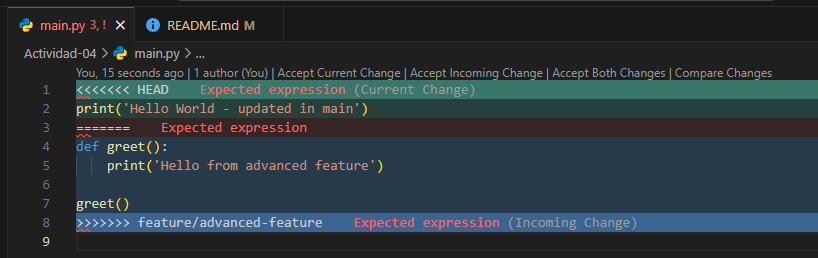 main.py 3, ! × README.md M
Actividad-04 > main.py > ...
You, 15 seconds ago | 1 author (You) | Accept Current Change | Accept Incoming Change | Accept Both Changes | Compare Changes
1 <<<<<<< HEAD Expected expression (Current Change)
2 print('Hello World - updated in main')
3 ======= Expected expression
4 def greet():
5     print('Hello from advanced feature')
6
7 greet()
8 >>>>>>> feature/advanced-feature Expected expression (Incoming Change)
9